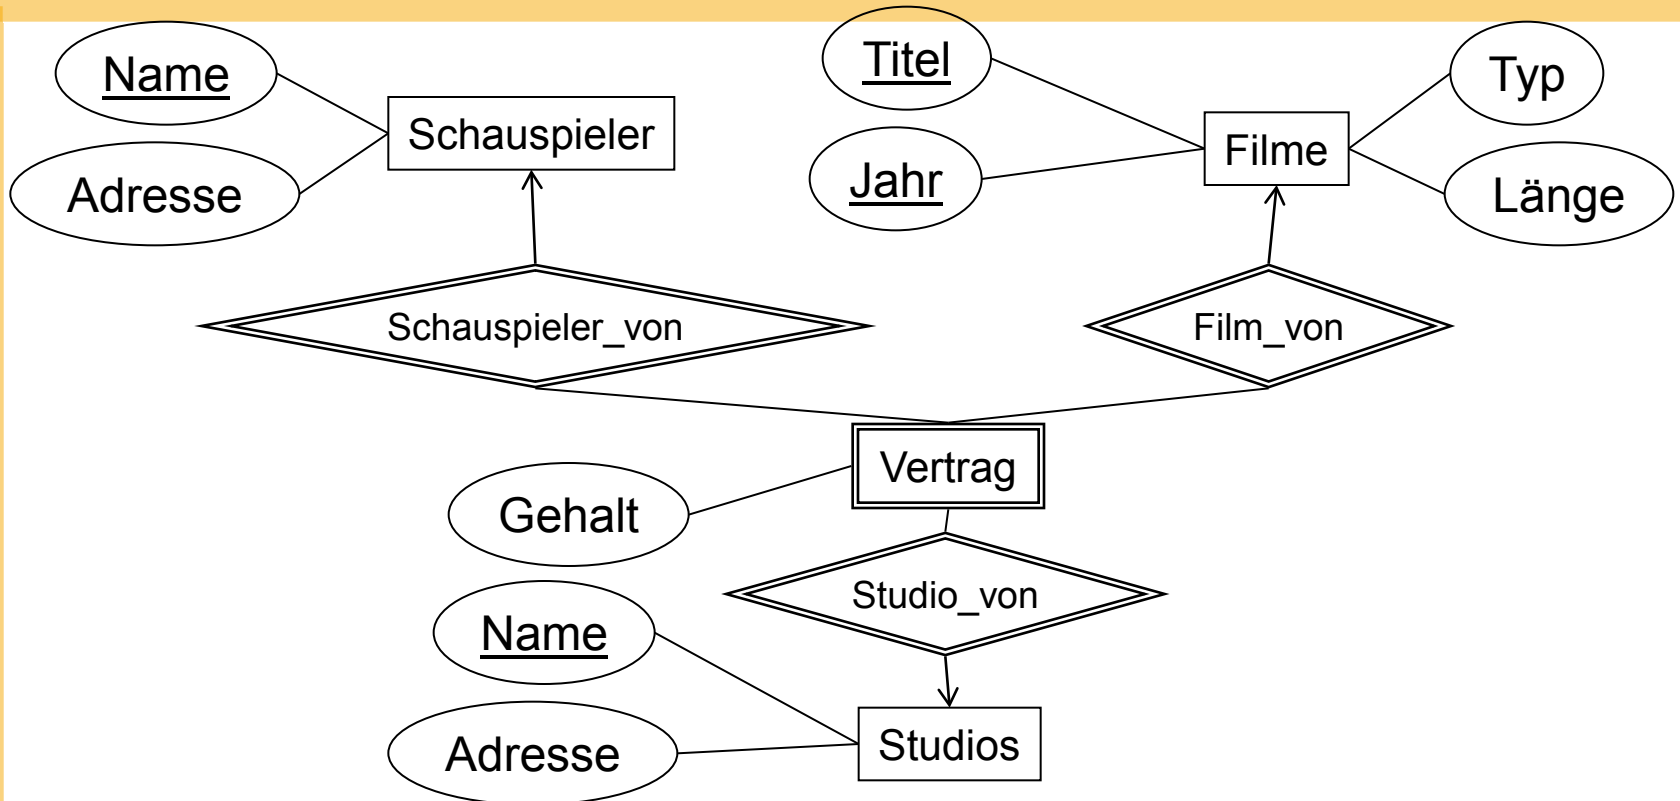 Name
Titel
Typ
Schauspieler
Filme
Adresse
Jahr
Länge
Schauspieler_von
Film_von
Vertrag
Gehalt
Studio_von
Name
Adresse
Studios